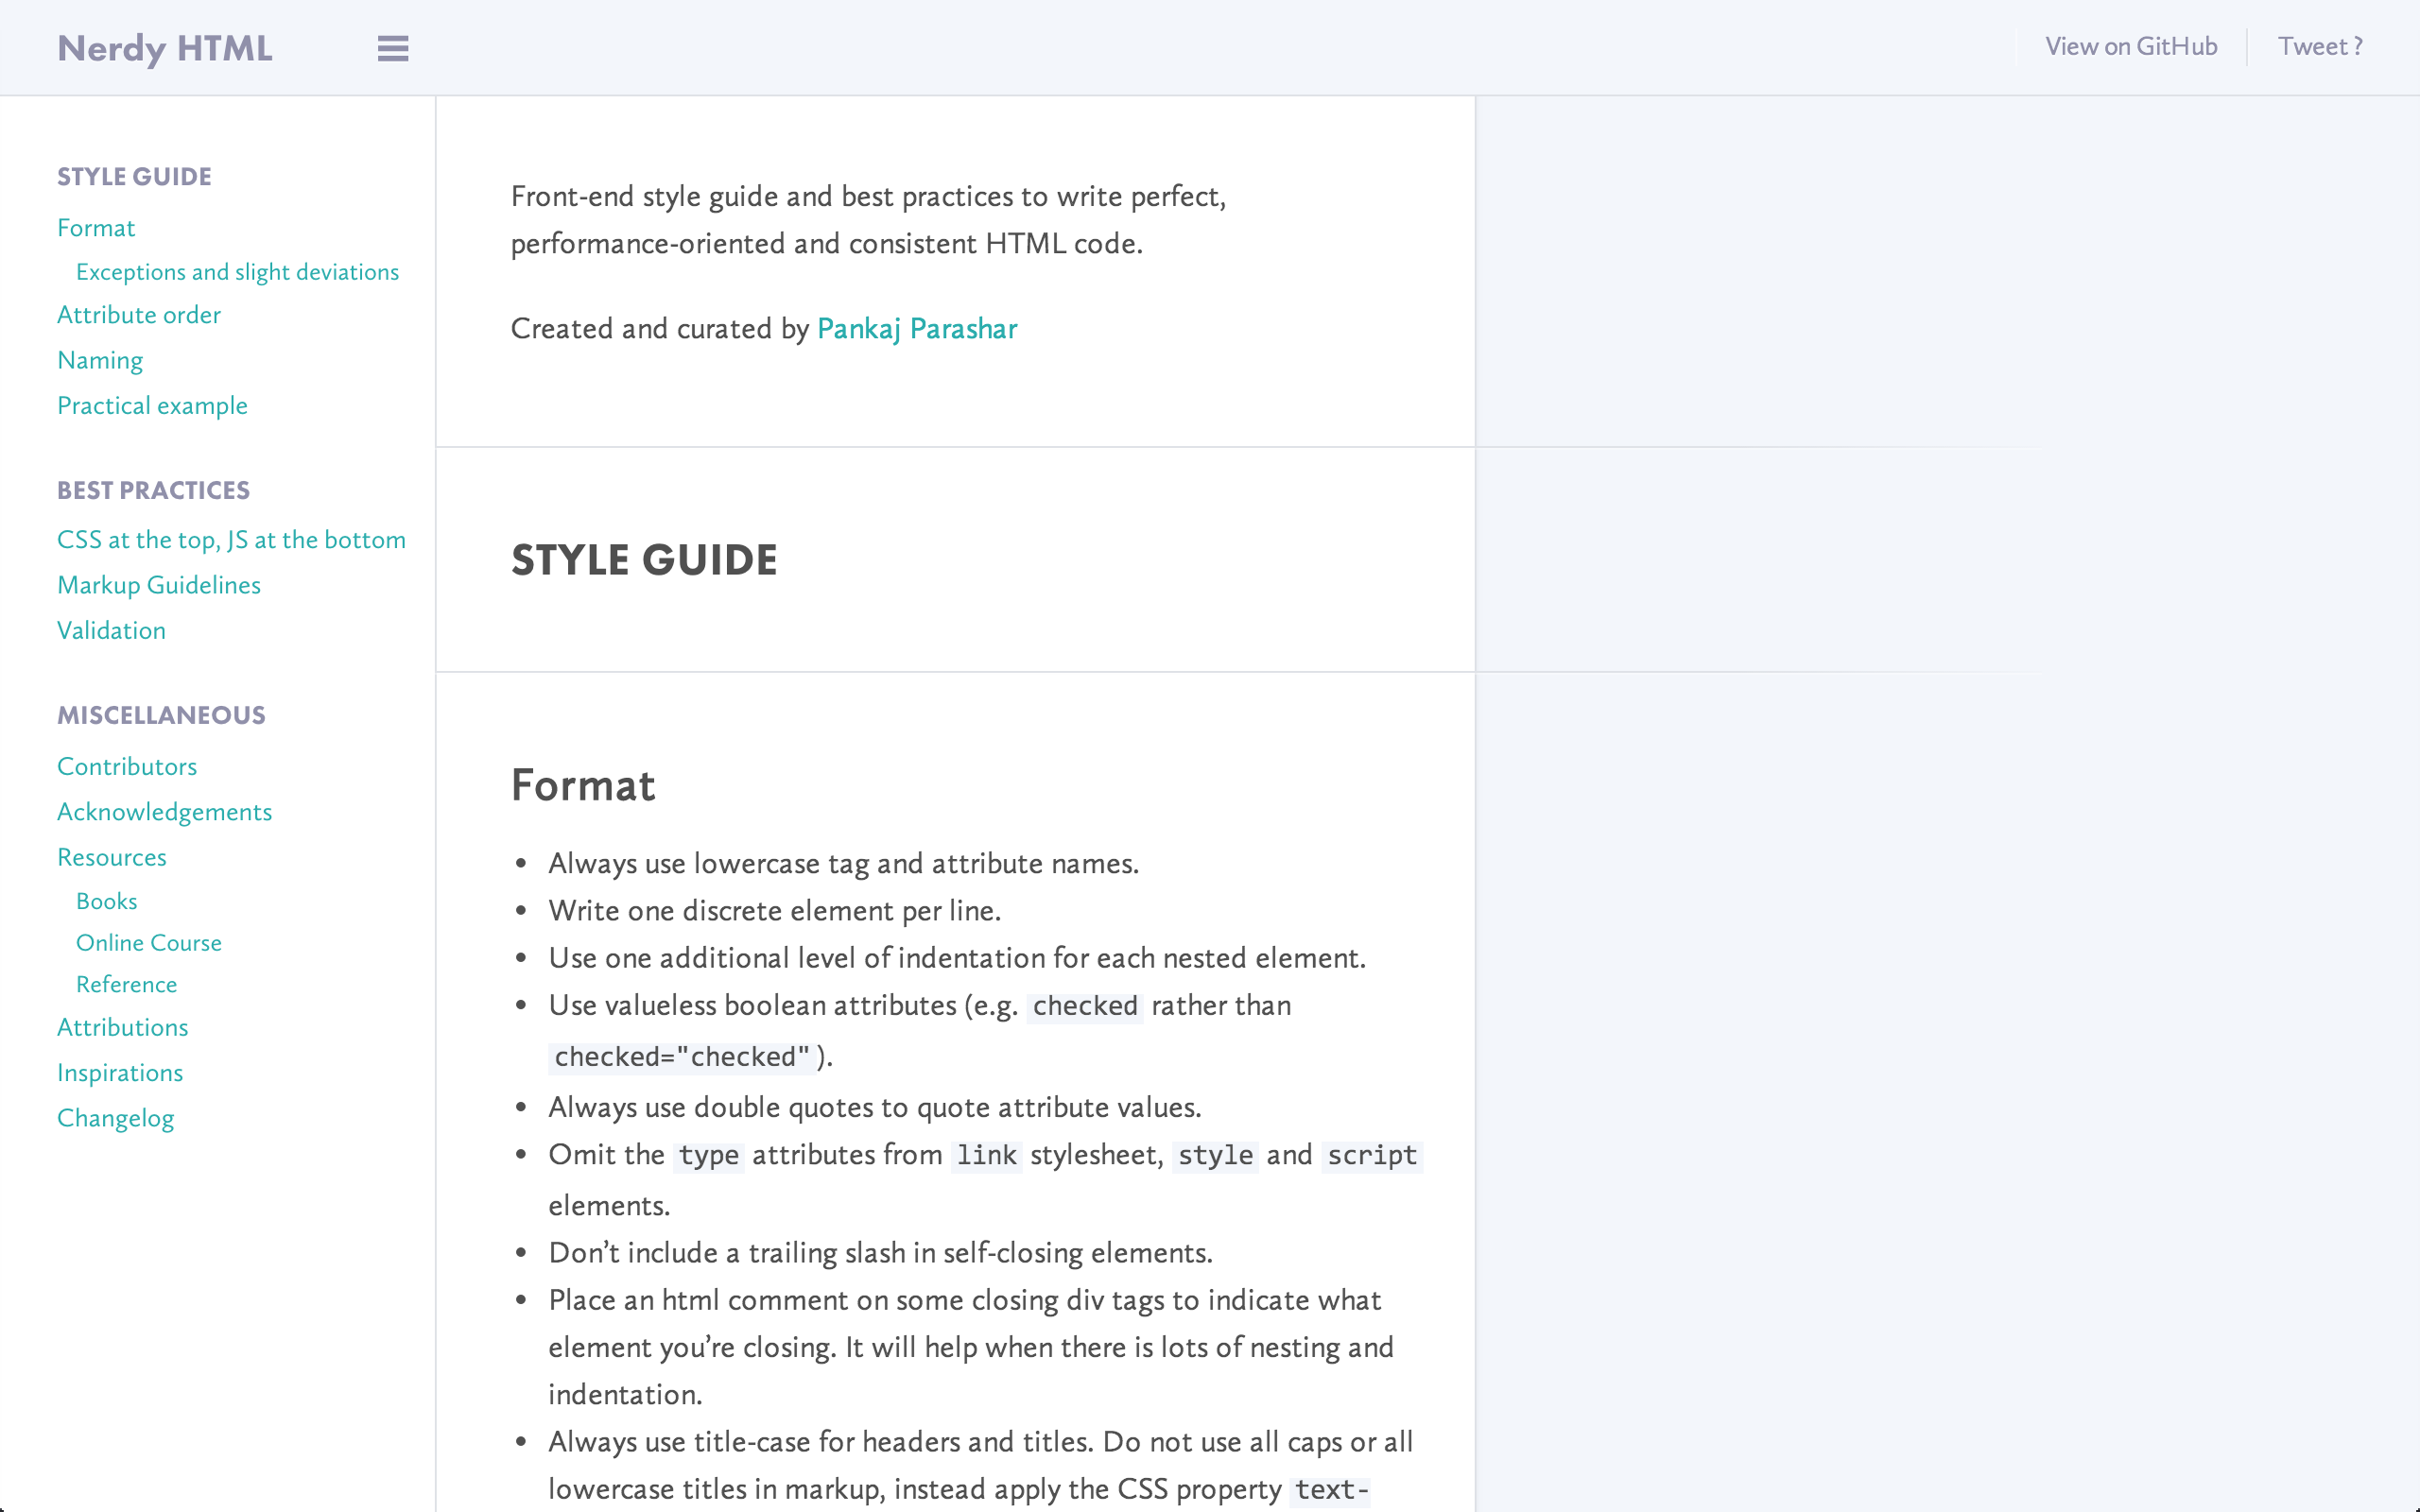 Nerdy HTML
View on GitHub
Tweet ?
STYLE GUIDE
Format
Exceptions and slight deviations
Attribute order
Naming
Practical example
BEST PRACTICES
CSS at the top, JS at the bottom
Markup Guidelines
Validation
MISCELLANEOUS
Contributors
Acknowledgements
Resources
Books
Online Course
Reference
Attributions
Inspirations
Changelog
Front-end style guide and best practices to write perfect,
performance-oriented and consistent HTML code.
Created and curated by Pankaj Parashar
STYLE GUIDE
Format
• Always use lowercase tag and attribute names.
• Write one discrete element per line.
• Use one additional level of indentation for each nested element.
• Use valueless boolean attributes (e.g. checked rather than
checked="checked" ).
• Always use double quotes to quote attribute values.
• Omit the type attributes from link stylesheet, style and script
elements.
• Don’t include a trailing slash in self-closing elements.
• Place an html comment on some closing div tags to indicate what
element you’re closing. It will help when there is lots of nesting and
indentation.
• Always use title-case for headers and titles. Do not use all caps or all
lowercase titles in markup, instead apply the CSS property text-